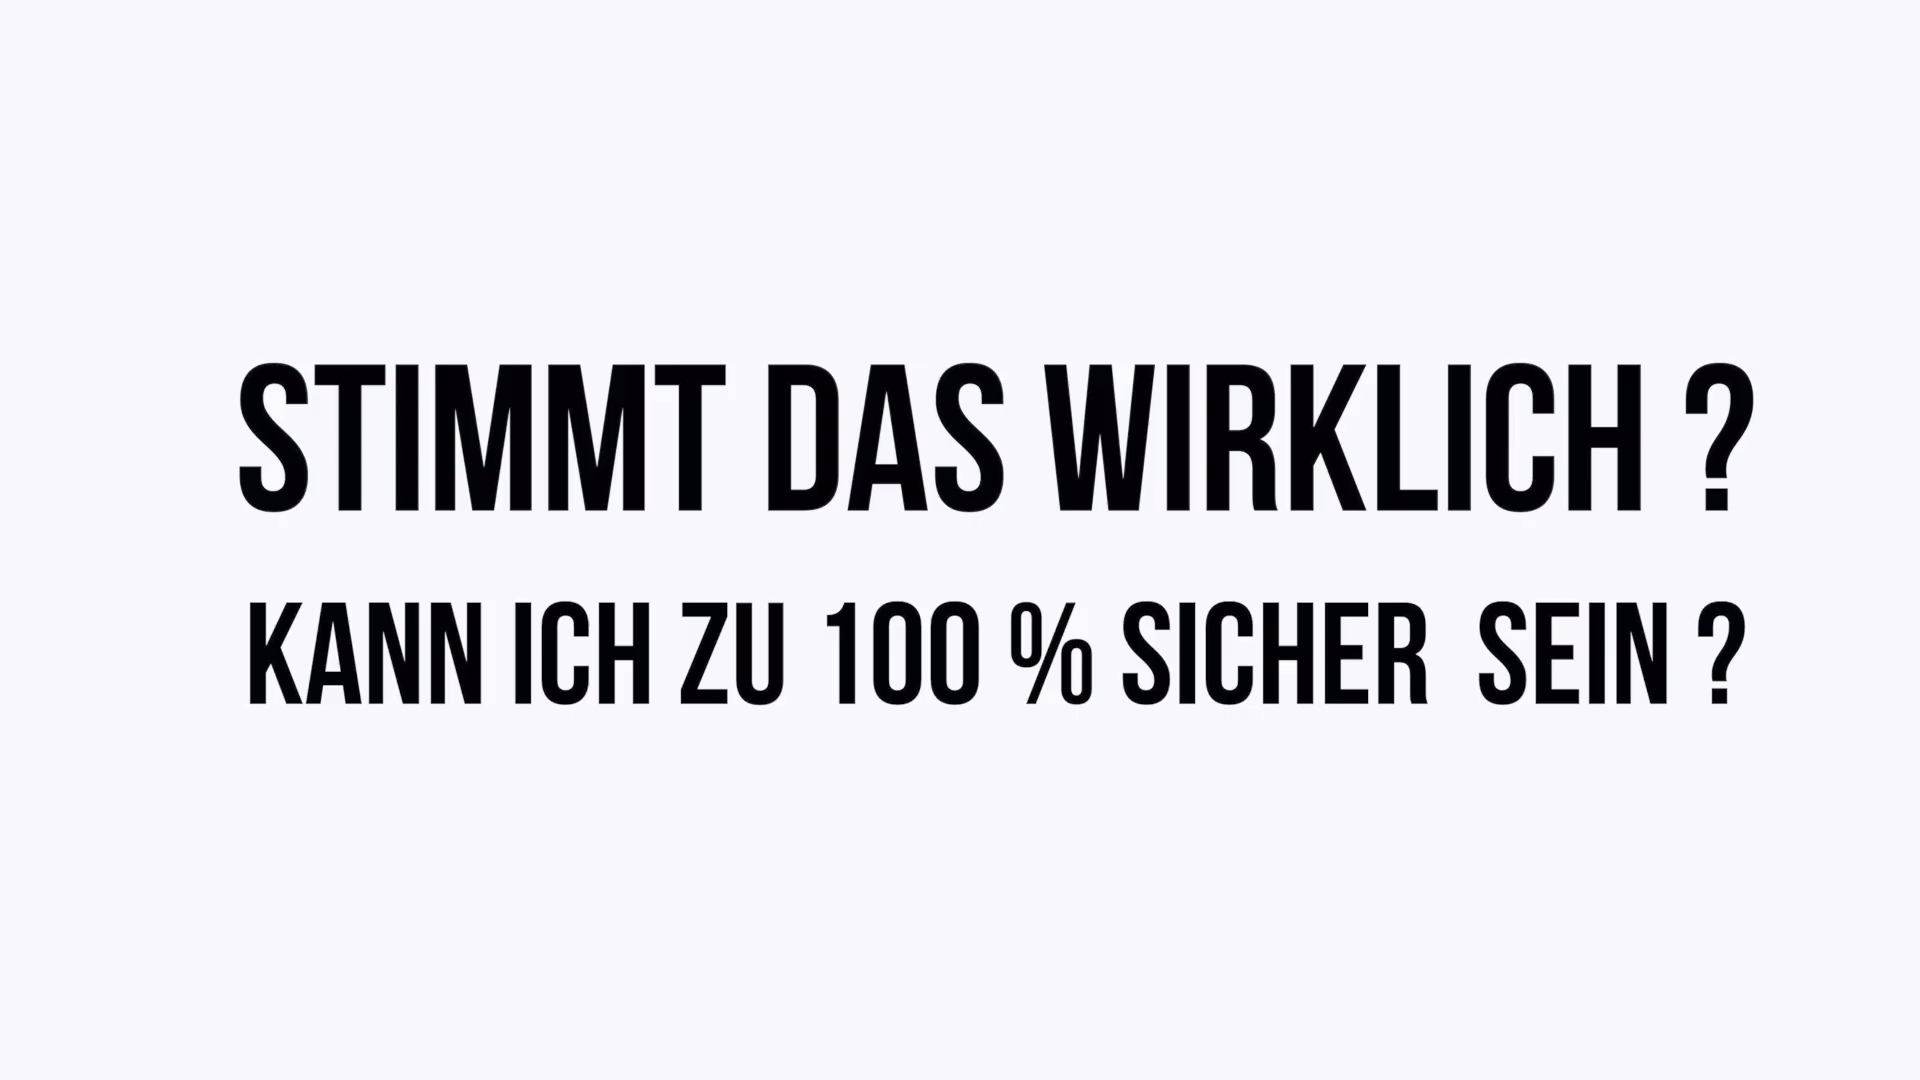 STIMMT DAS WIRKLICH ?
KANN ICH ZU 100 % SICHER  SEIN ?